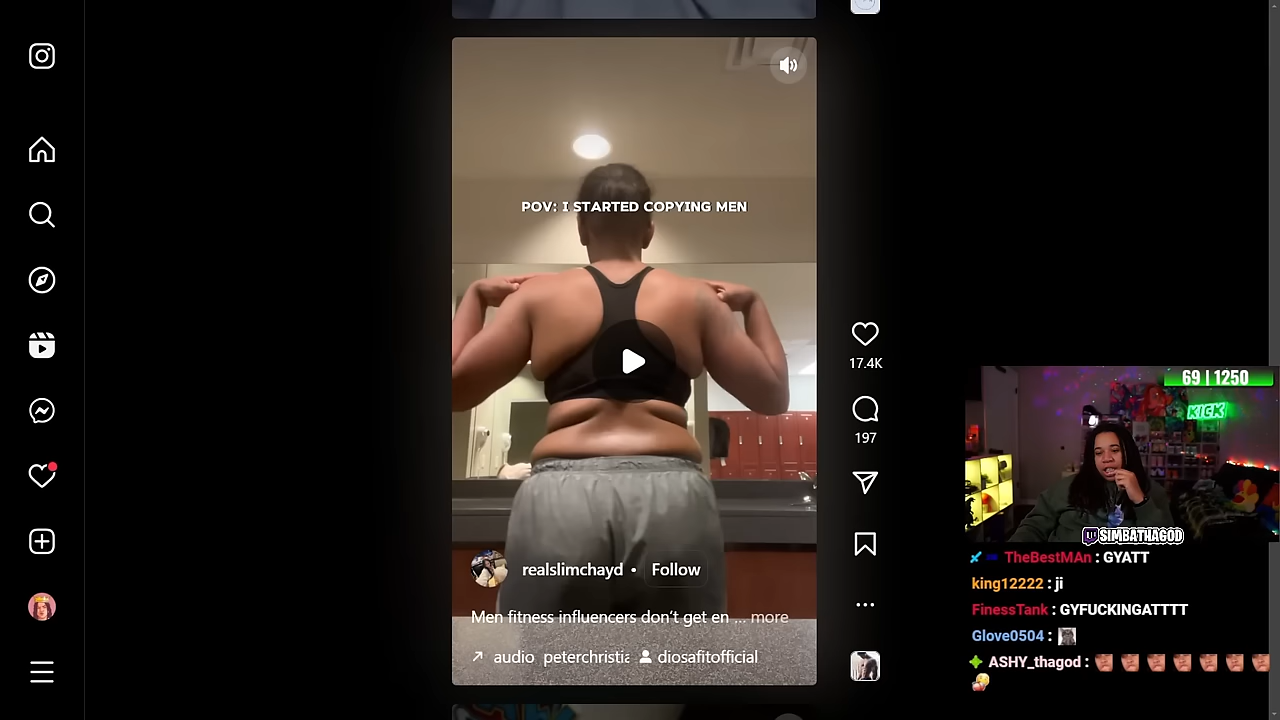 POV: I STARTED COPYING MEN
17.4K
197
realslimchayd • Follow
Men fitness influencers don't get en ... more
audio peterchristia diosafitofficial
69 | 1250
KICK
SIMBATHAGOD
TheBestMAn : GYATT
king12222 : ji
FinessTank : GYFUCKINGATTTT
Glove0504 :
ASHY_thagod :